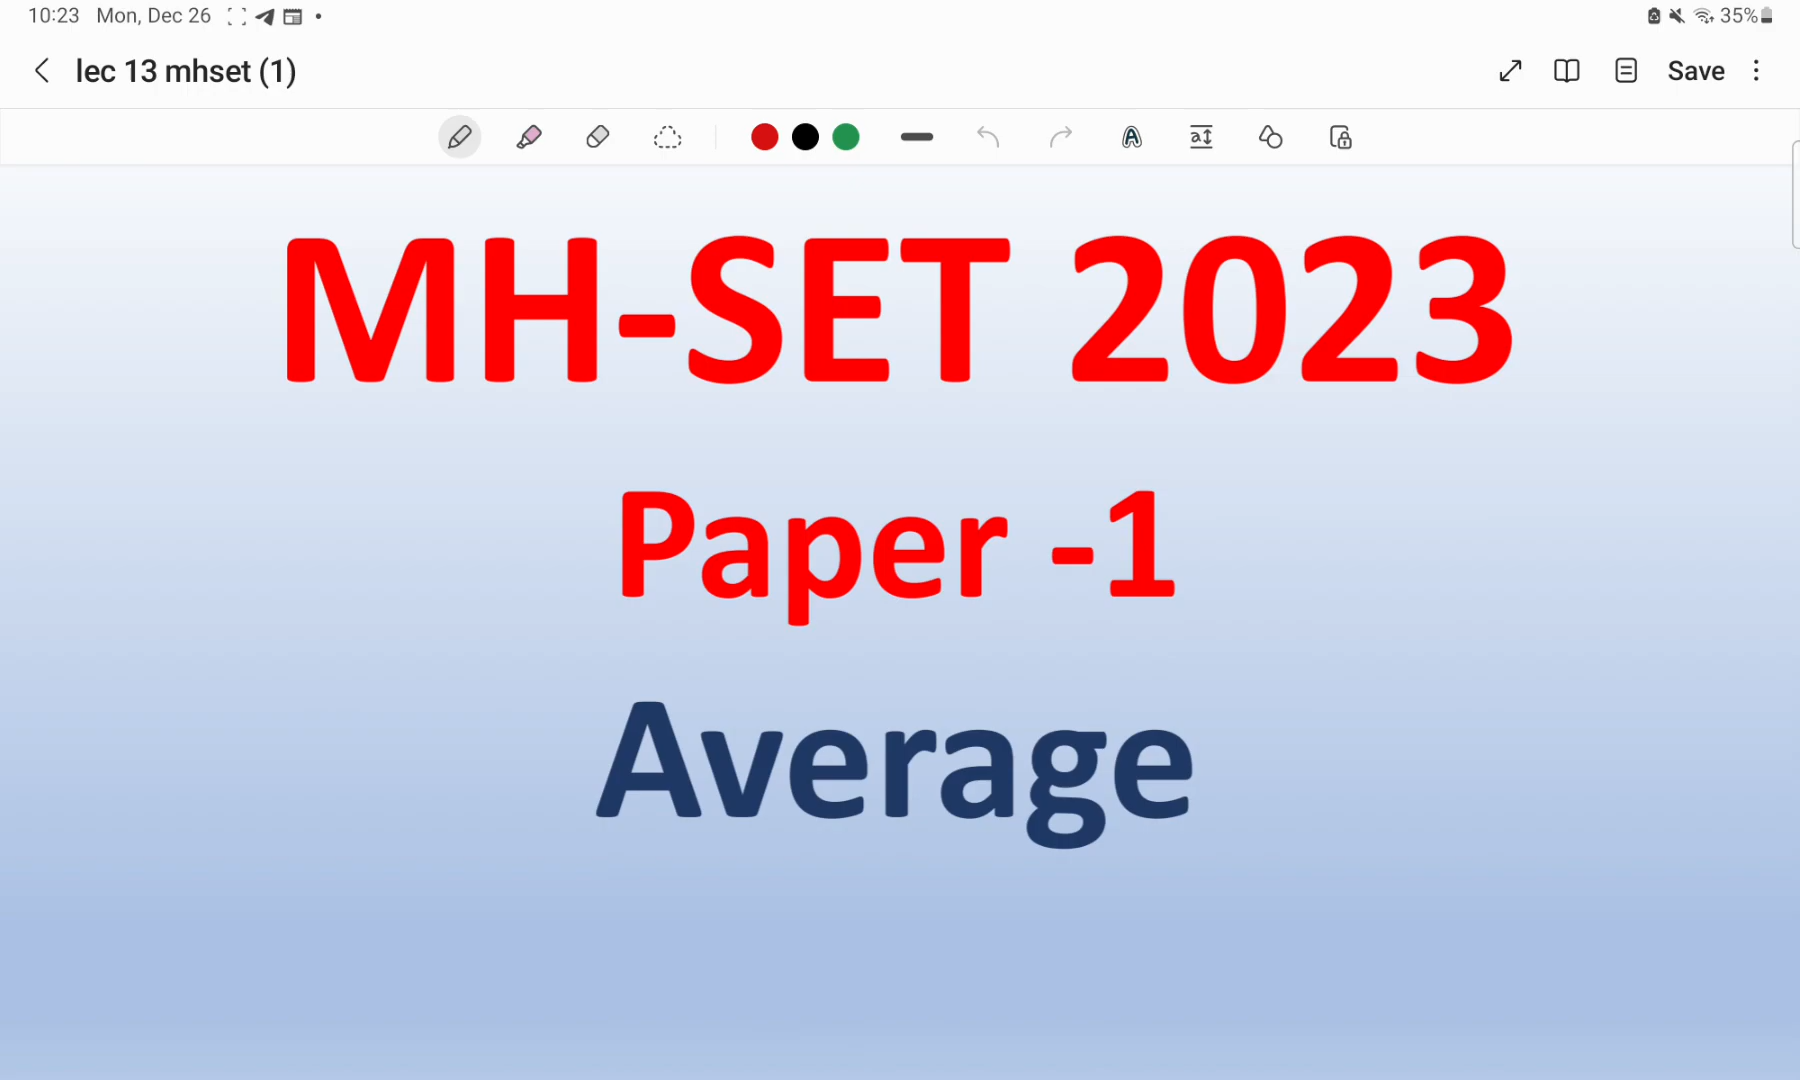 10:23 Mon, Dec 26 35%
lec 13 mhset (1) Save
MH-SET 2023
Paper -1
Average